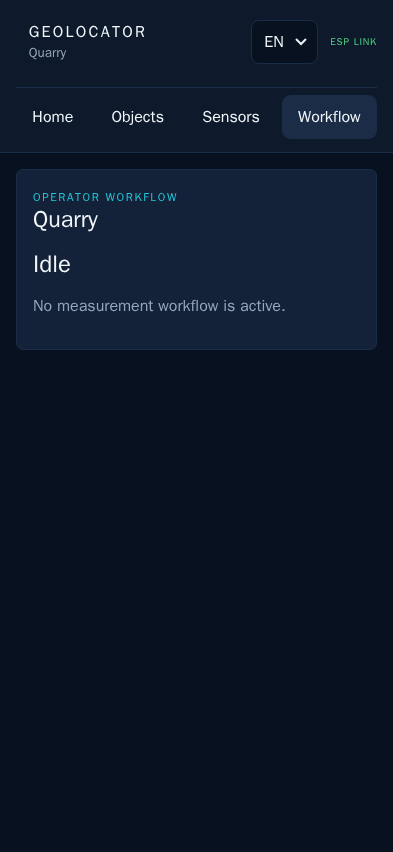 GEOLOCATOR
Quarry
EN
ESP LINK
Home
Objects
Sensors
Workflow
OPERATOR WORKFLOW
Quarry
Idle
No measurement workflow is active.